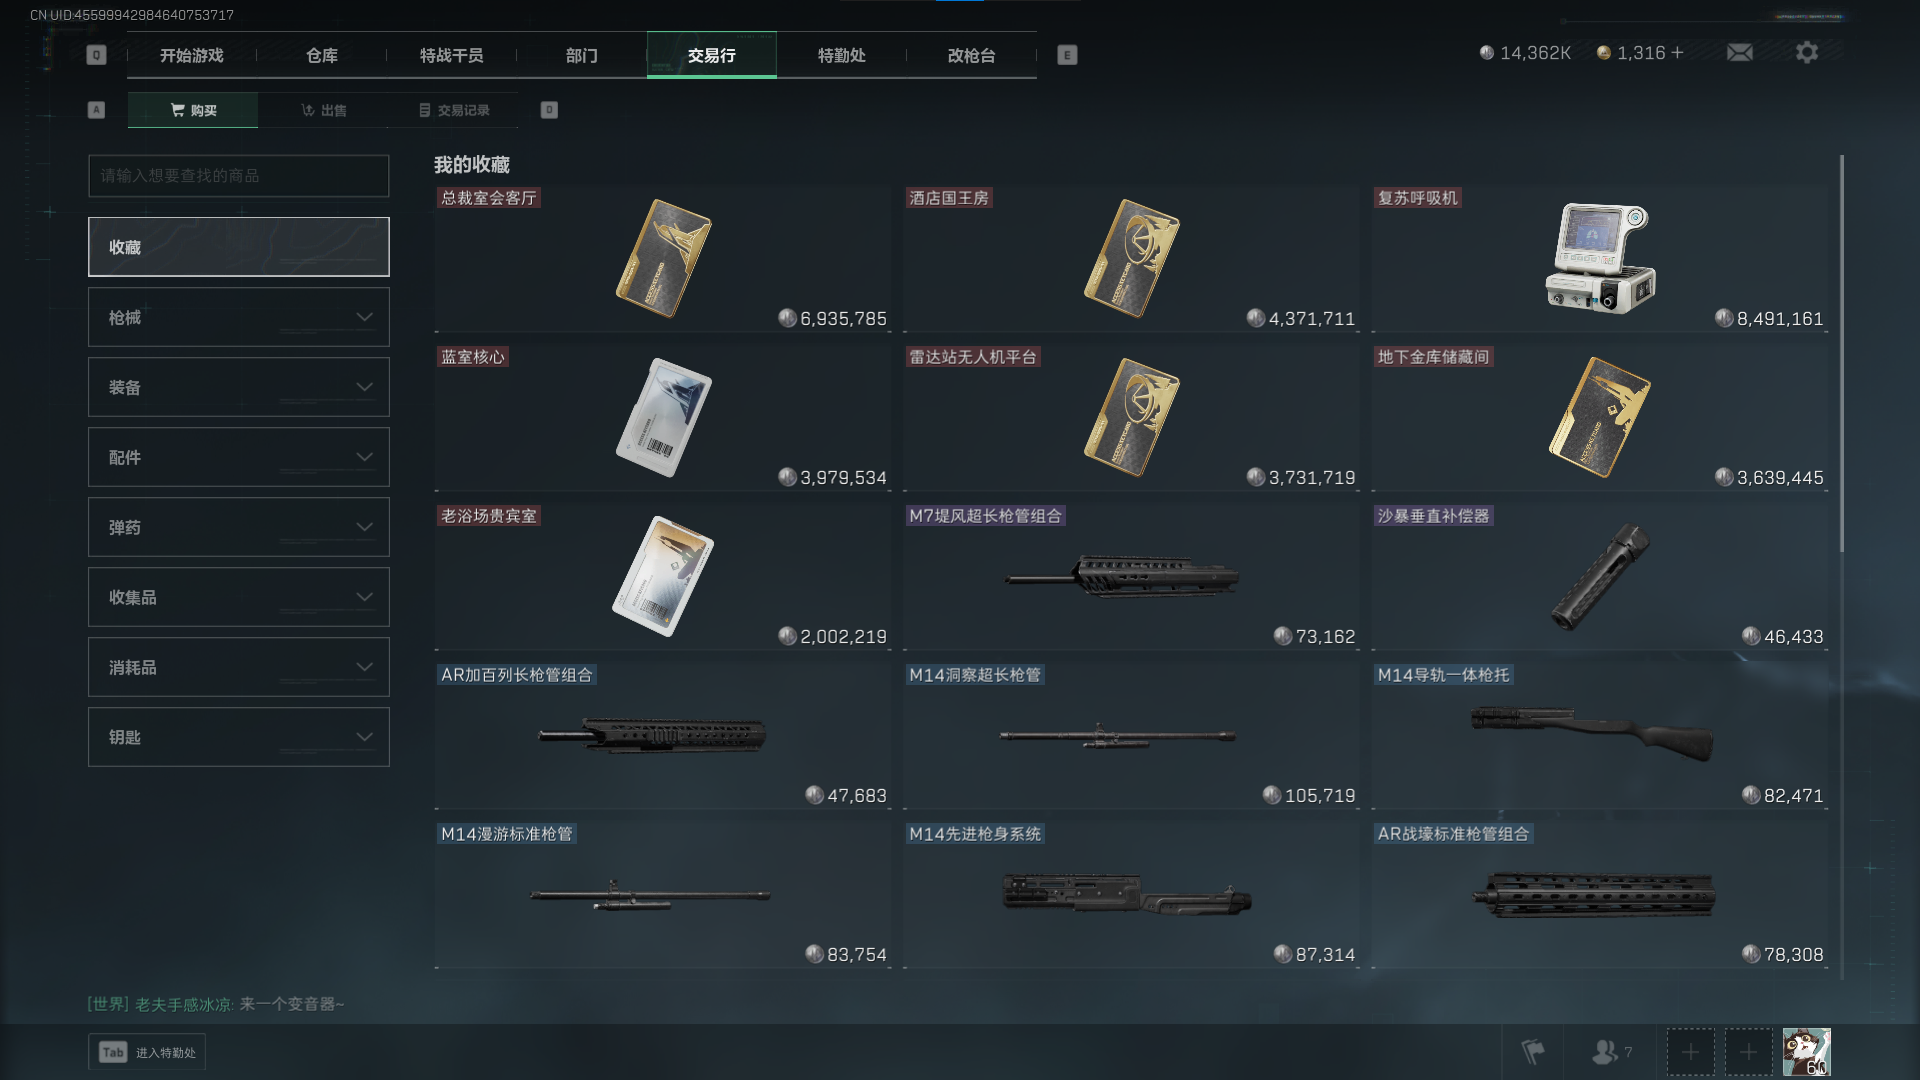 CN UID:45599942984640753717
Q 开始游戏 仓库 特战干员 部门 交易行 特勤处 改枪台 E
14,362K 1,316 +
A 购买 出售 交易记录 D
请输入想要查找的商品
收藏
枪械
装备
配件
弹药
收集品
消耗品
钥匙
我的收藏
总裁室会客厅
6,935,785
酒店国王房
4,371,711
复苏呼吸机
8,491,161
蓝室核心
3,979,534
雷达站无人机平台
3,731,719
地下金库储藏间
3,639,445
老浴场贵宾室
2,002,219
M7堤风超长枪管组合
73,162
沙暴垂直补偿器
46,433
AR加百列长枪管组合
47,683
M14洞察超长枪管
105,719
M14导轨一体枪托
82,471
M14漫游标准枪管
83,754
M14先进枪身系统
87,314
AR战壕标准枪管组合
78,308
[世界] 老夫手感冰凉: 来一个变音器~
Tab 进入特勤处
7
60